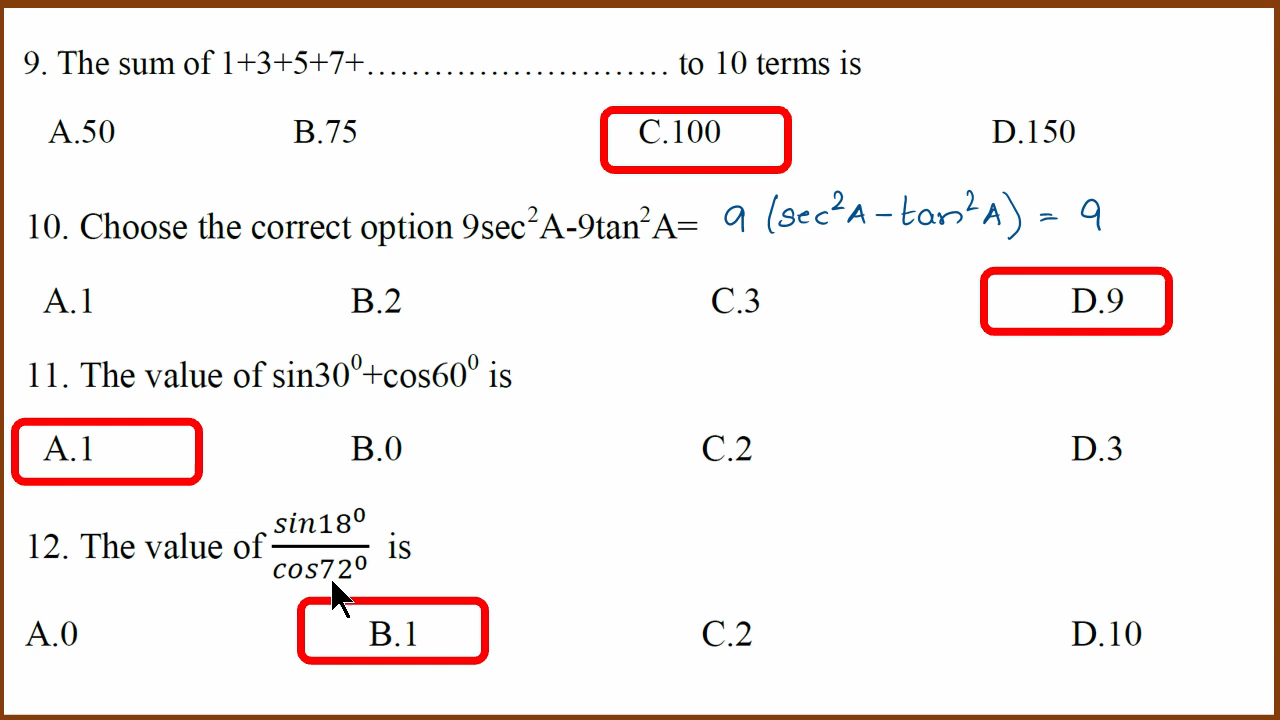 9. The sum of 1+3+5+7+........................... to 10 terms is
A.50 B.75 C.100 D.150
10. Choose the correct option 9sec²A-9tan²A= 9 (sec²A - tan²A) = 9
A.1 B.2 C.3 D.9
11. The value of sin30⁰+cos60⁰ is
A.1 B.0 C.2 D.3
12. The value of sin18⁰/cos72⁰ is
A.0 B.1 C.2 D.10